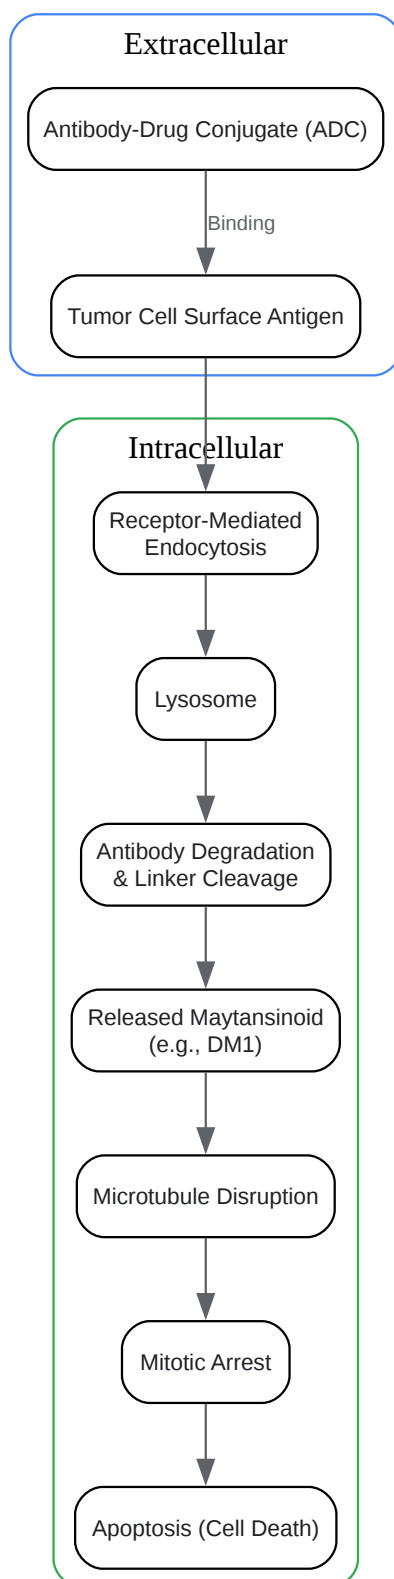 Extracellular
Antibody-Drug Conjugate (ADC)
Binding
Tumor Cell Surface Antigen
Intracellular
Receptor-Mediated
Endocytosis
Lysosome
Antibody Degradation
& Linker Cleavage
Released Maytansinoid
(e.g., DM1)
Microtubule Disruption
Mitotic Arrest
Apoptosis (Cell Death)